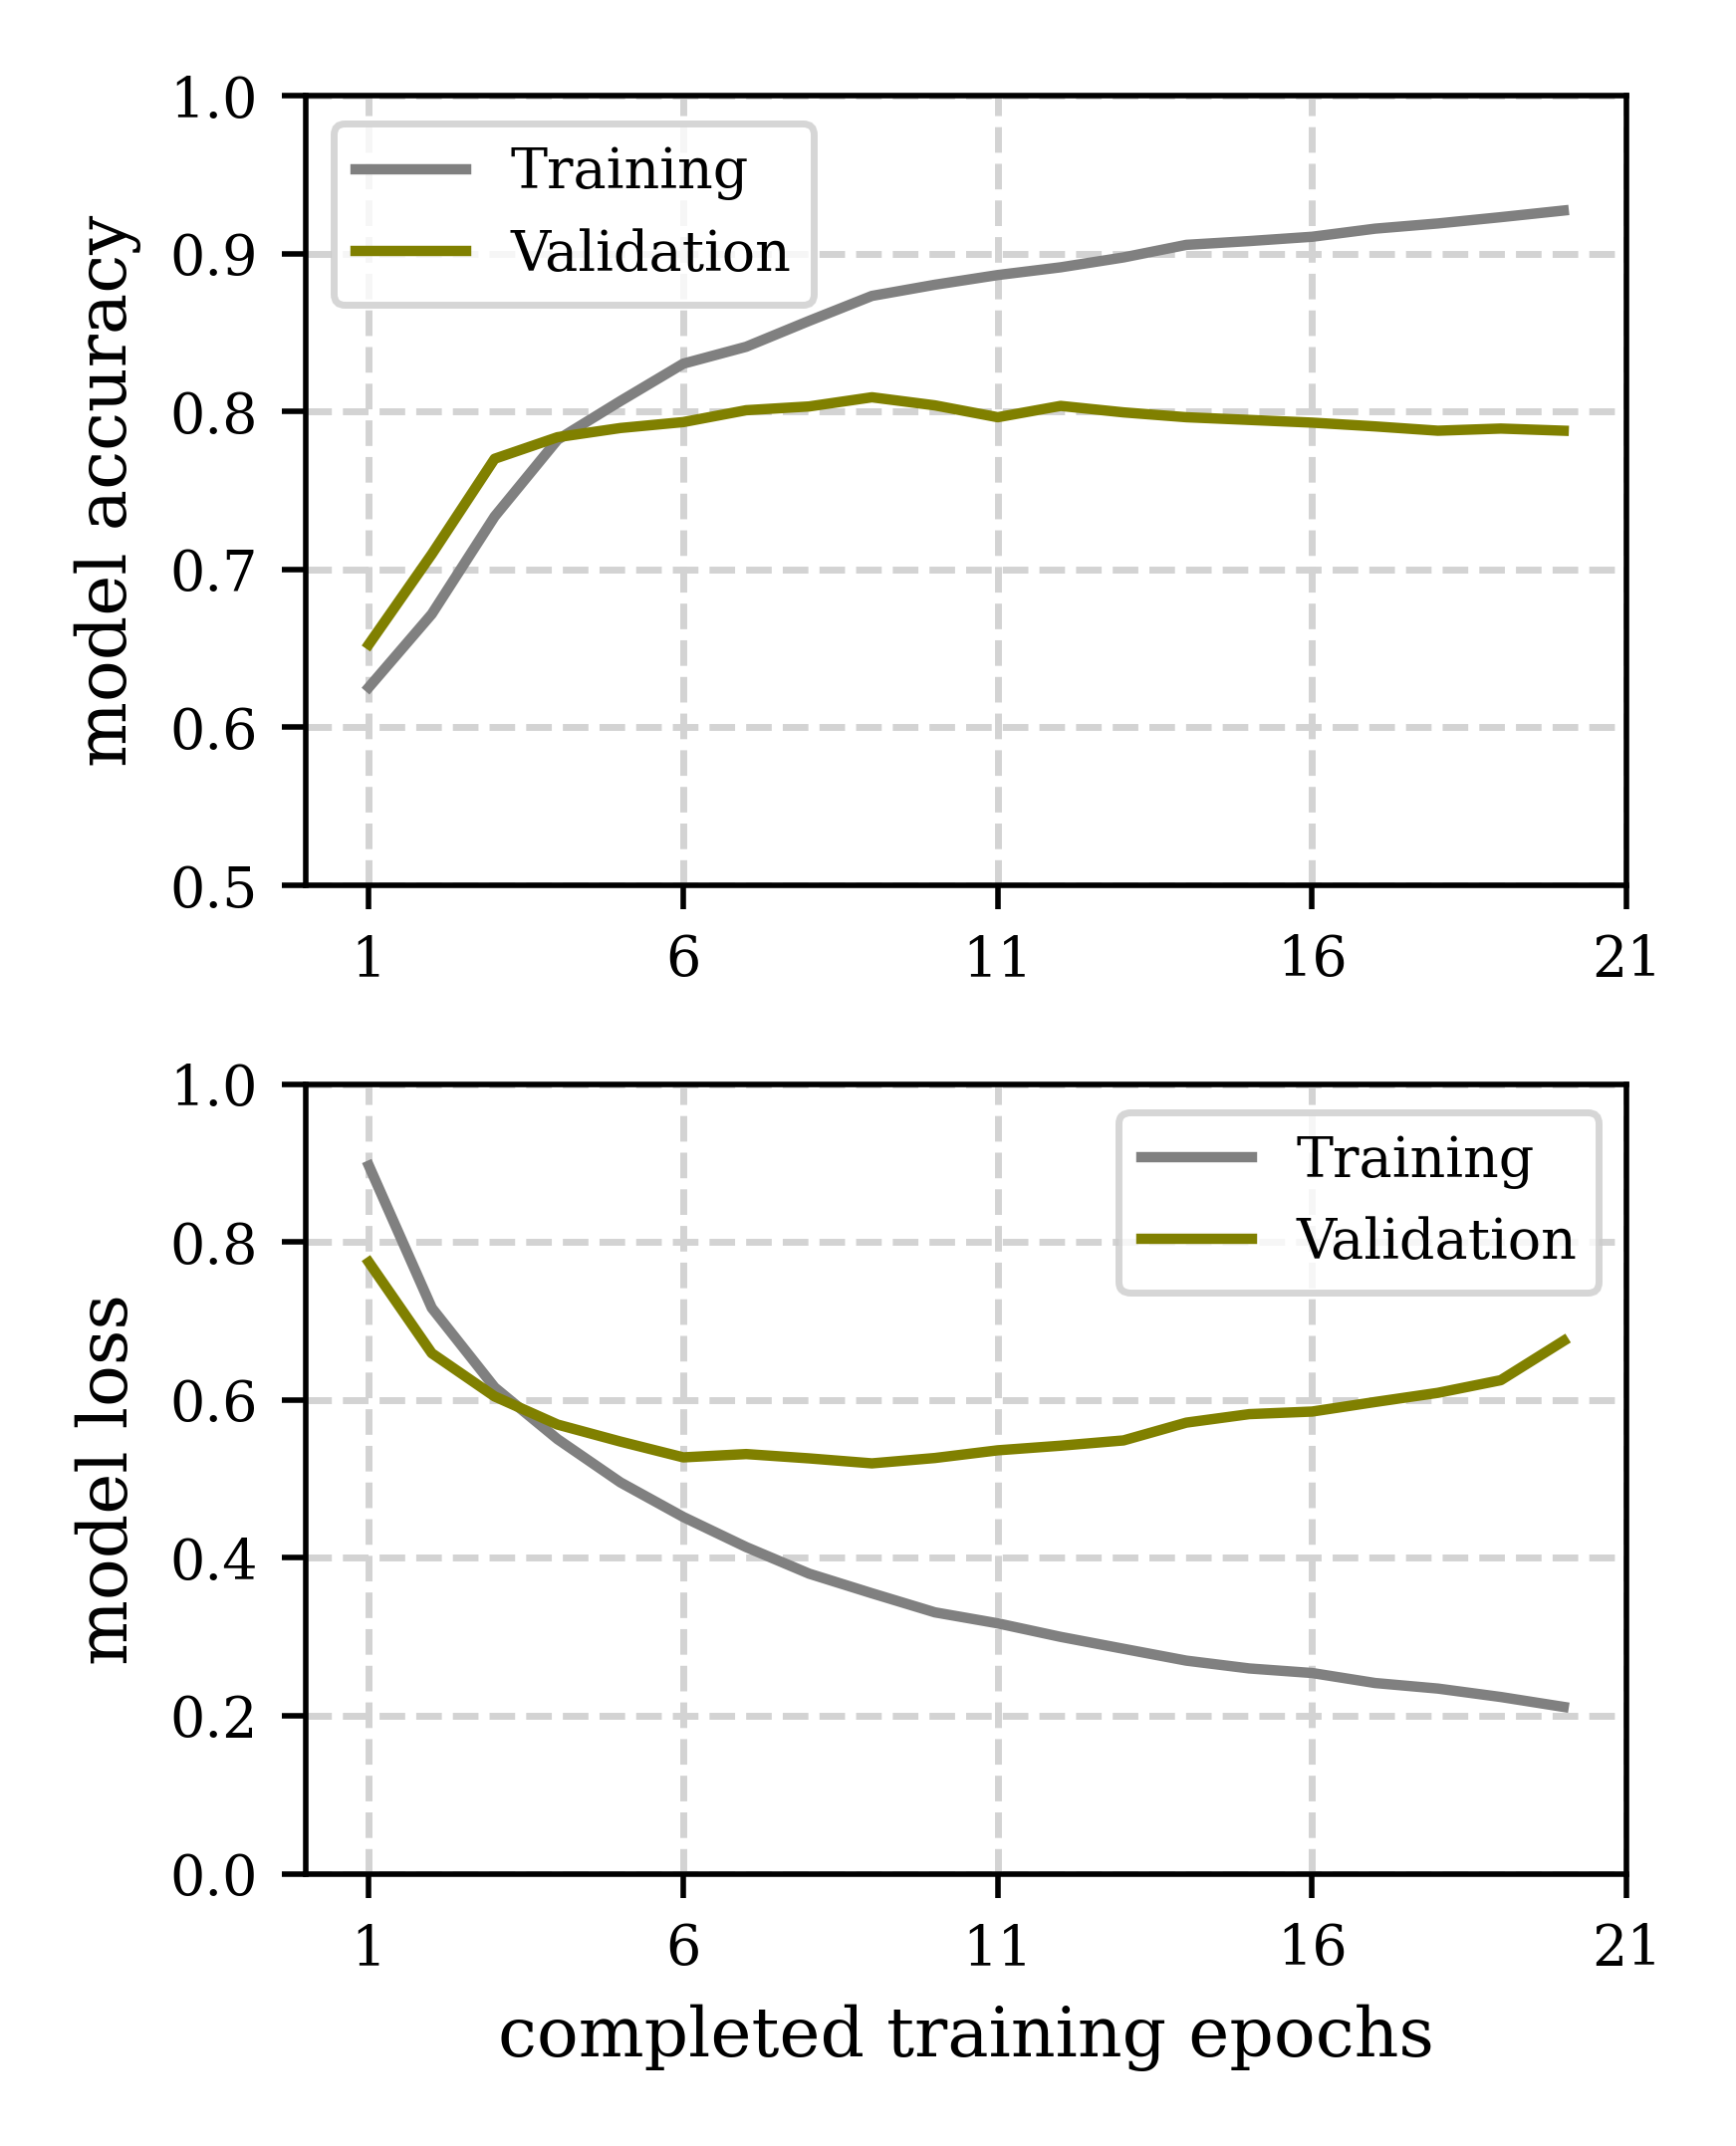 1.0
Training
Validation
0.9
0.8
0.7
0.6
0.5
model accuracy
1 6 11 16 21
1.0
Training
Validation
0.8
0.6
0.4
0.2
0.0
model loss
1 6 11 16 21
completed training epochs